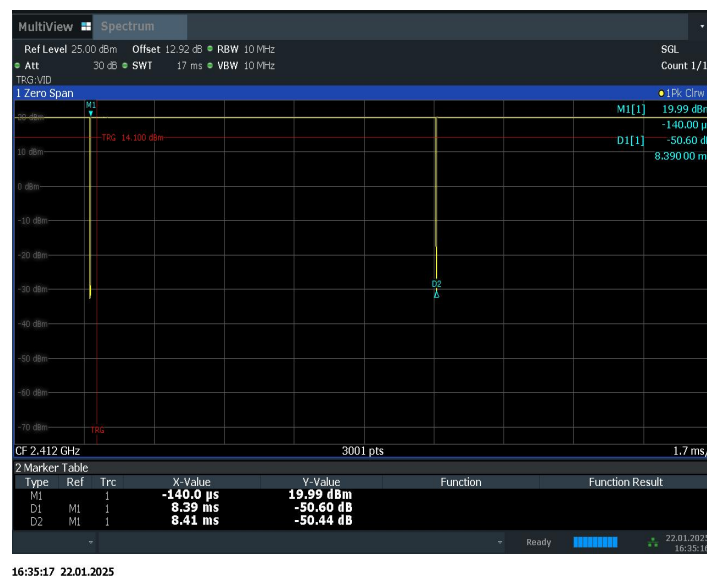 MultiView Spectrum
Ref Level 25.00 dBm Offset 12.92 dB RBW 10 MHz SGL
Att 30 dB SWT 17 ms VBW 10 MHz Count 1/1
TRG:VID
1 Zero Span 1Pk Clrw
M1 M1[1] 19.99 dBm
-140.00 µ
TRG 14.100 dBm D1[1] -50.60 d
10 dBm 8.39000 m
0 dBm
-10 dBm
-20 dBm
D2
-30 dBm
-40 dBm
-50 dBm
-60 dBm
-70 dBm TRG
CF 2.412 GHz 3001 pts 1.7 ms/
2 Marker Table
Type Ref Trc X-Value Y-Value Function Function Result
M1 1 -140.0 µs 19.99 dBm
D1 M1 1 8.39 ms -50.60 dB
D2 M1 1 8.41 ms -50.44 dB
Ready 22.01.2025
16:35:16
16:35:17 22.01.2025